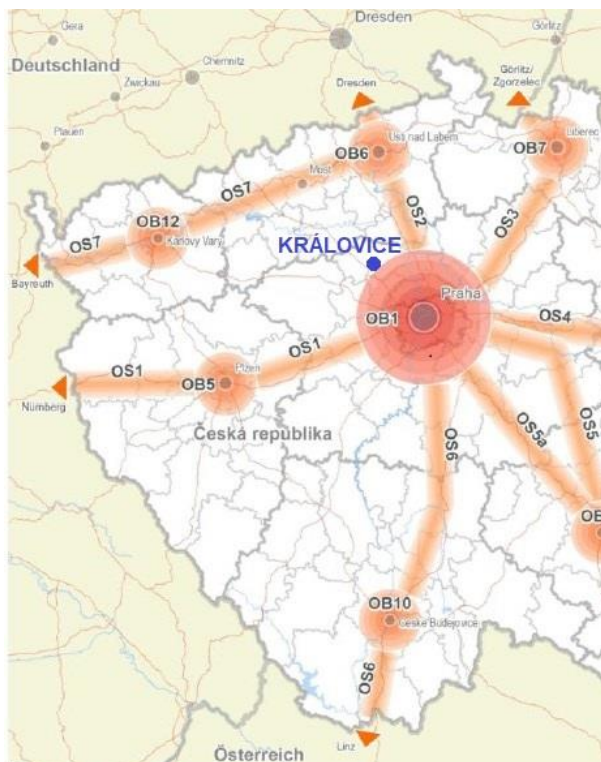 Gera
Dresden
Görlitz
Deutschland
Chemnitz
Zwickau
Dresden
Görlitz/
Zgorzelec
Plauen
OB6
Ústí nad Labem
OB7
Liberec
Most
OS7
OS2
OS3
OB12
Karlovy Vary
OS7
KRÁLOVICE
Bayreuth
Praha
OB1
OS4
OS1
Plzeň
OS1
OB5
Nürnberg
OS5
OS5a
Česká republika
OS6
OB
OB10
České Budějovice
OS6
Linz
Österreich